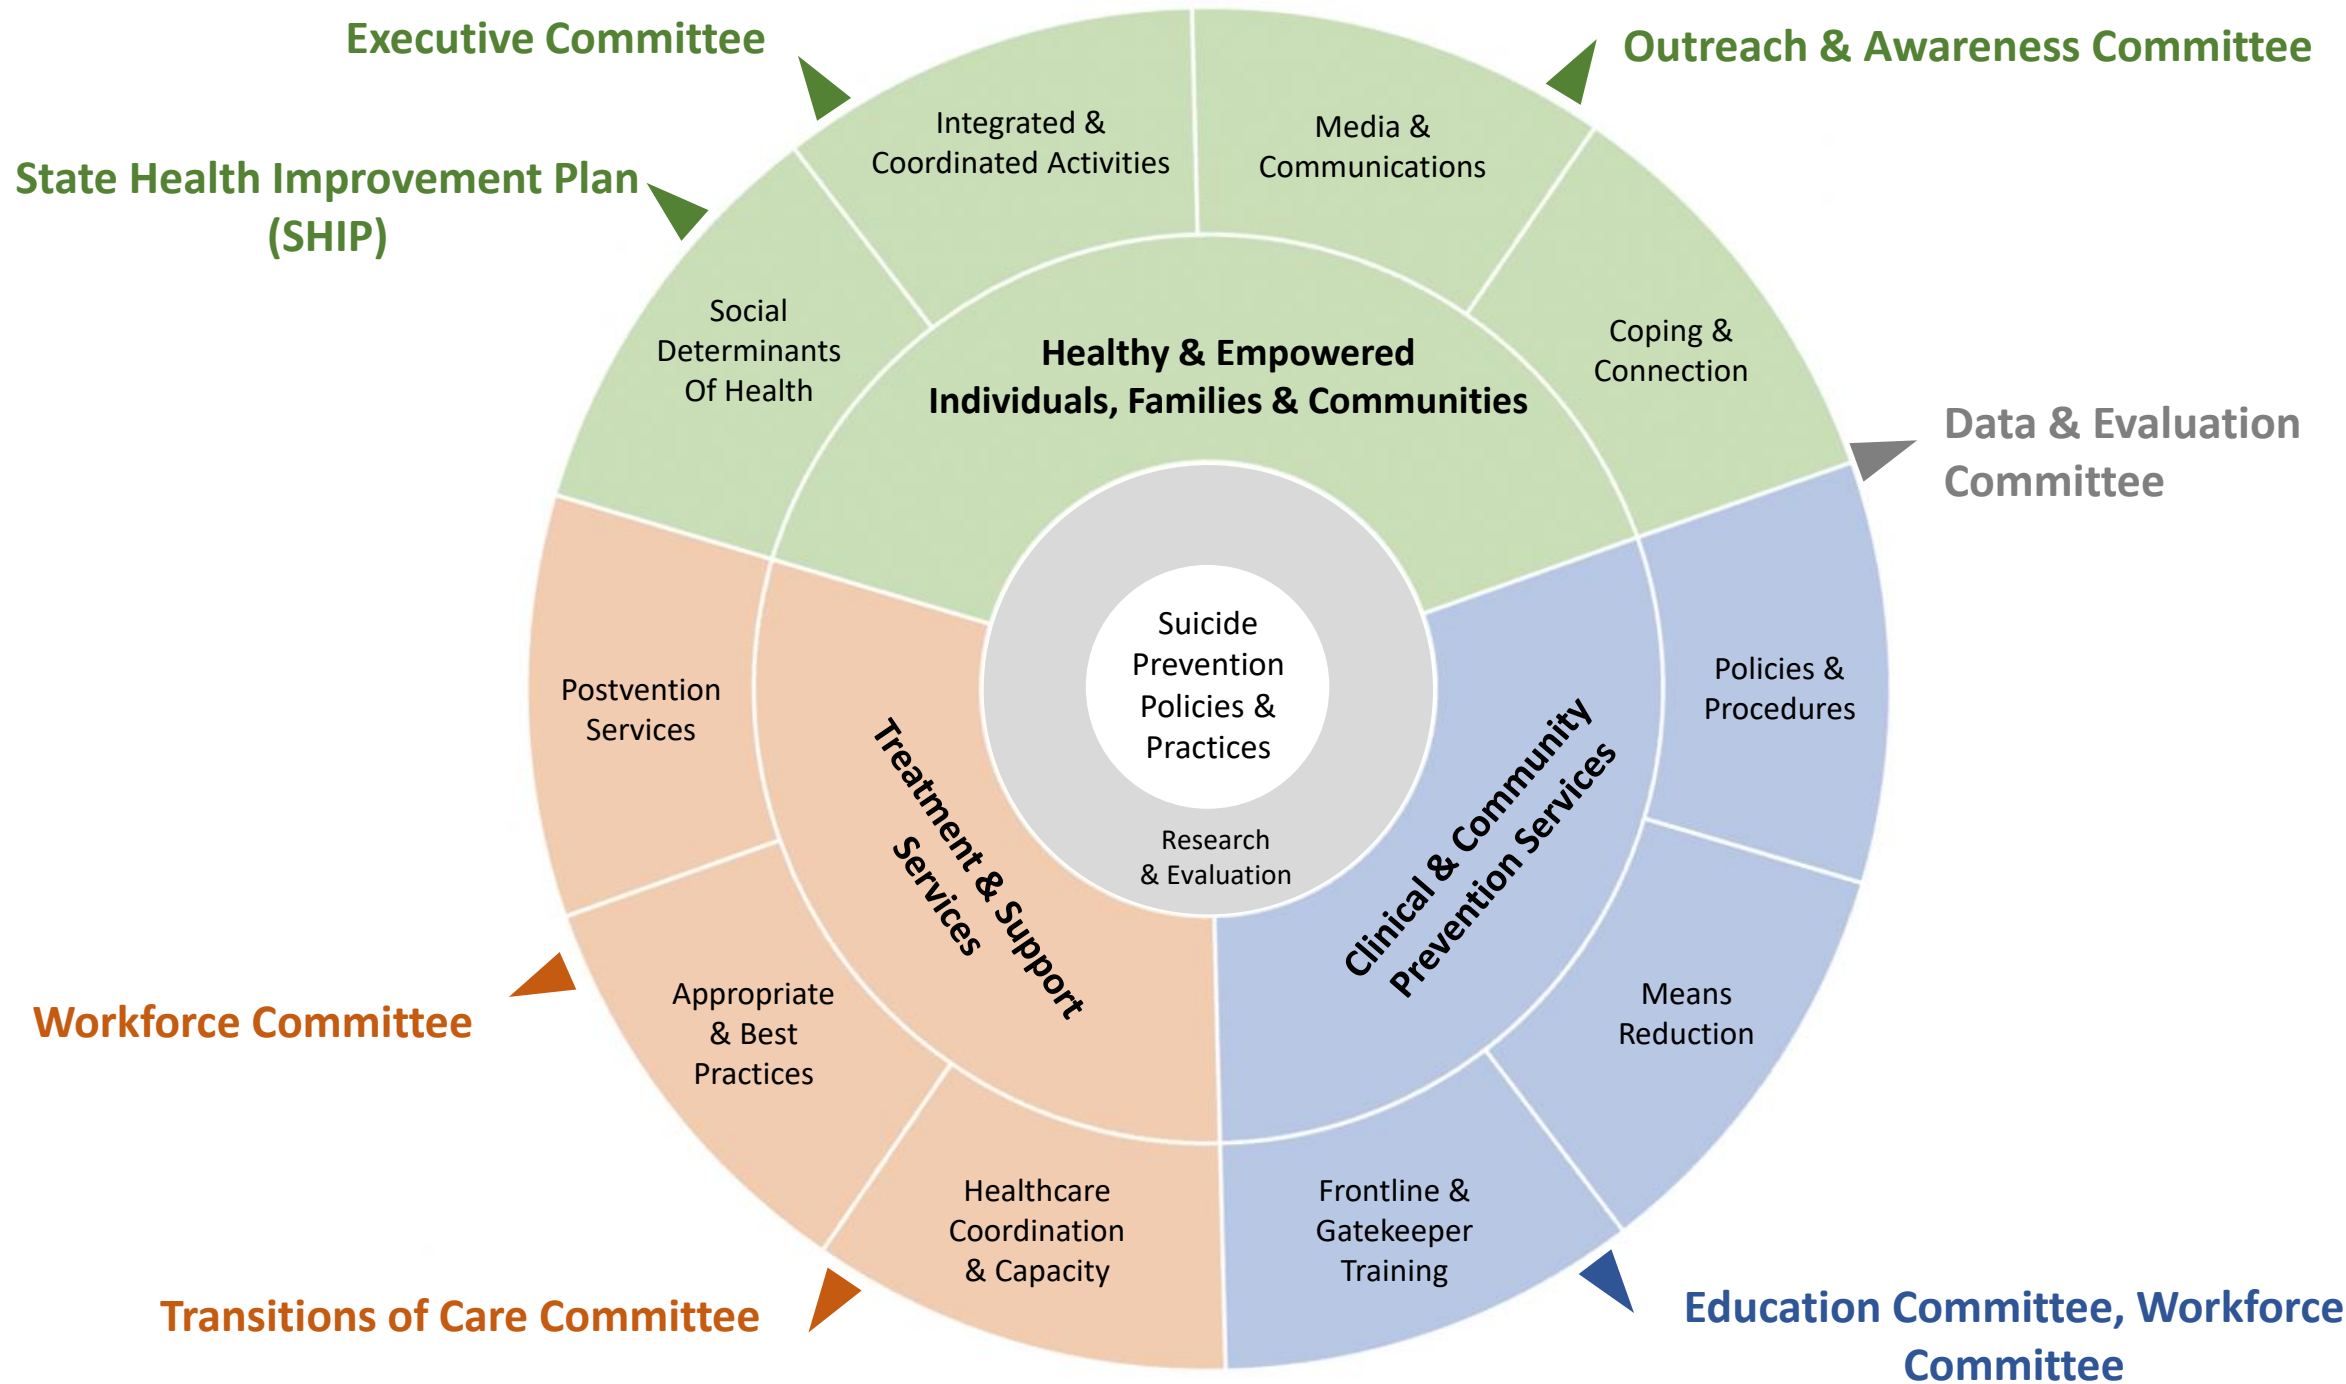 Executive Committee
Outreach & Awareness Committee
State Health Improvement Plan
(SHIP)
Integrated &
Coordinated Activities
Media &
Communications
Social
Determinants
Of Health
Coping &
Connection
Healthy & Empowered
Individuals, Families & Communities
Data & Evaluation
Committee
Suicide
Prevention
Policies &
Practices
Research
& Evaluation
Postvention
Services
Treatment & Support
Services
Clinical & Community
Prevention Services
Policies &
Procedures
Means
Reduction
Workforce Committee
Appropriate
& Best
Practices
Healthcare
Coordination
& Capacity
Frontline &
Gatekeeper
Training
Transitions of Care Committee
Education Committee, Workforce
Committee